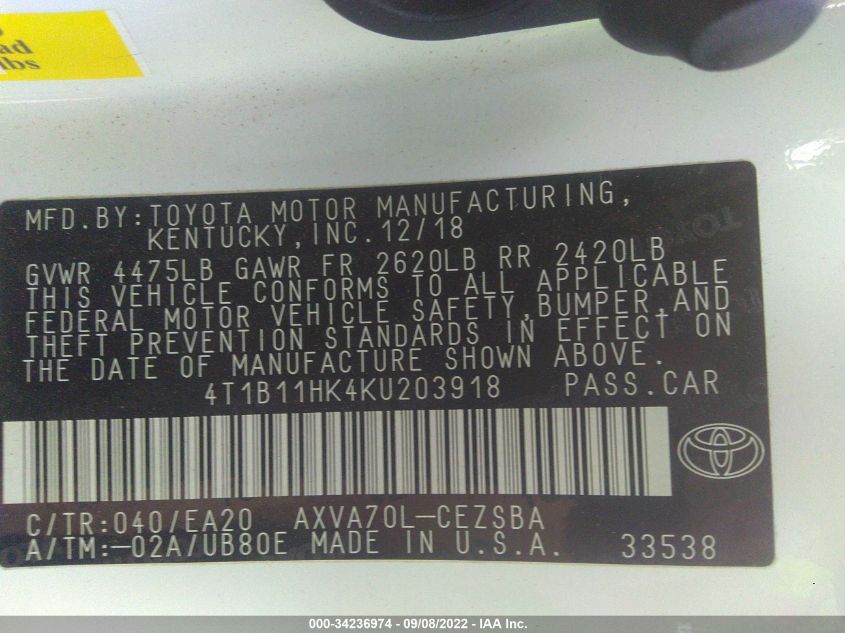 ad
lbs
MFD.BY:TOYOTA MOTOR MANUFACTURING,
KENTUCKY,INC.12/18
GVWR 4475LB GAWR FR 2620LB RR 2420LB
THIS VEHICLE CONFORMS TO ALL APPLICABLE
FEDERAL MOTOR VEHICLE SAFETY,BUMPER,AND
THEFT PREVENTION STANDARDS IN EFFECT ON
THE DATE OF MANUFACTURE SHOWN ABOVE.
4T1B11HK4KU203918 PASS.CAR
C/TR:040/EA20 AXVA70L-CEZSBA
A/TM:-02A/UB80E MADE IN U.S.A. 33538
000-34236974 - 09/08/2022 - IAA Inc.